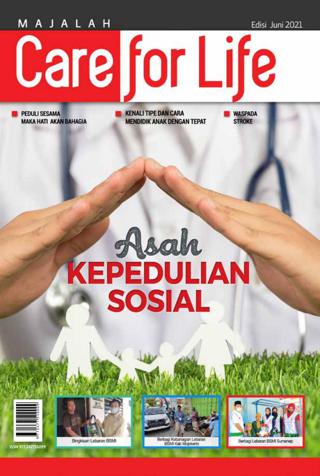 MAJALAH
Edisi Juni 2021
Care for Life
PEDULI SESAMA
MAKA HATI AKAN BAHAGIA
KENALI TIPE DAN CARA
MENDIDIK ANAK DENGAN TEPAT
WASPADA
STROKE
Asah
KEPEDULIAN
SOSIAL
Bingkisan Lebaran BSMI
Berbagi Kebahagiaan Lebaran
BSMI Kab Mojokerto
Berbagi Lebaran BSMI Sumenep